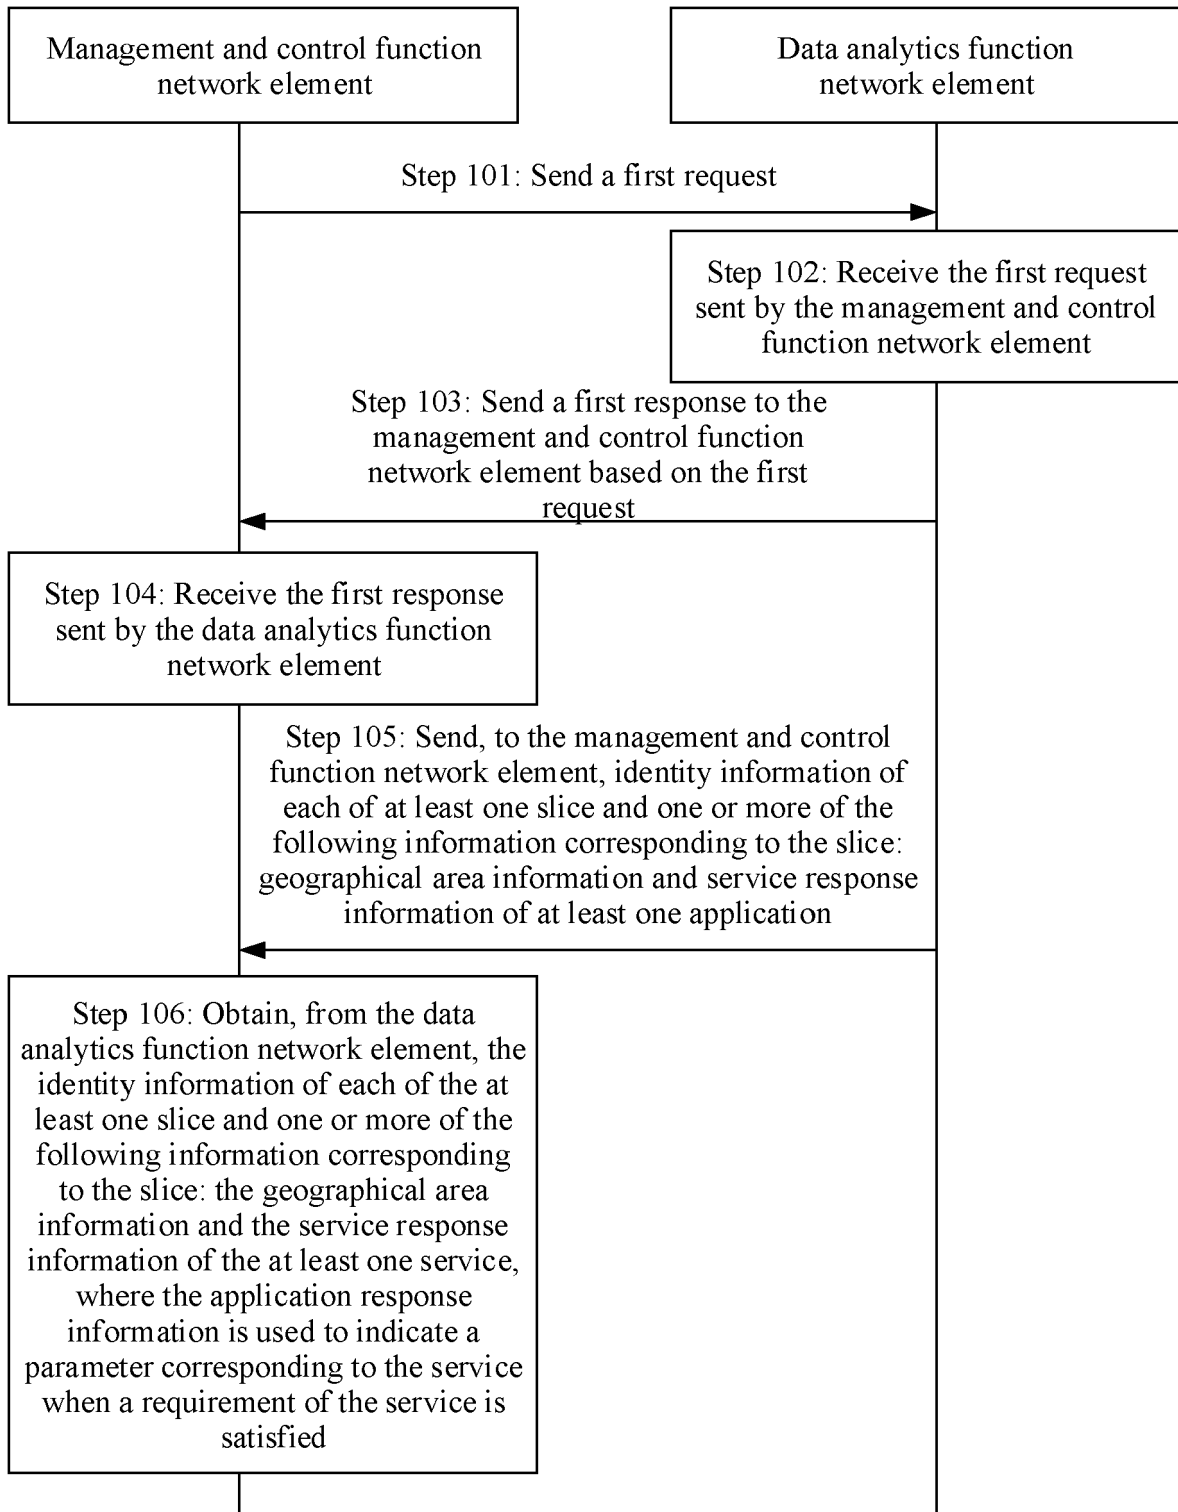 Management and control function
network element
Data analytics function
network element
Step 101: Send a first request
Step 102: Receive the first request
sent by the management and control
function network element
Step 103: Send a first response to the
management and control function
network element based on the first
request
Step 104: Receive the first response
sent by the data analytics function
network element
Step 105: Send, to the management and control
function network element, identity information of
each of at least one slice and one or more of the
following information corresponding to the slice:
geographical area information and service response
information of at least one application
Step 106: Obtain, from the data
analytics function network element, the
identity information of each of the at
least one slice and one or more of the
following information corresponding
to the slice: the geographical area
information and the service response
information of the at least one service,
where the application response
information is used to indicate a
parameter corresponding to the service
when a requirement of the service is
satisfied